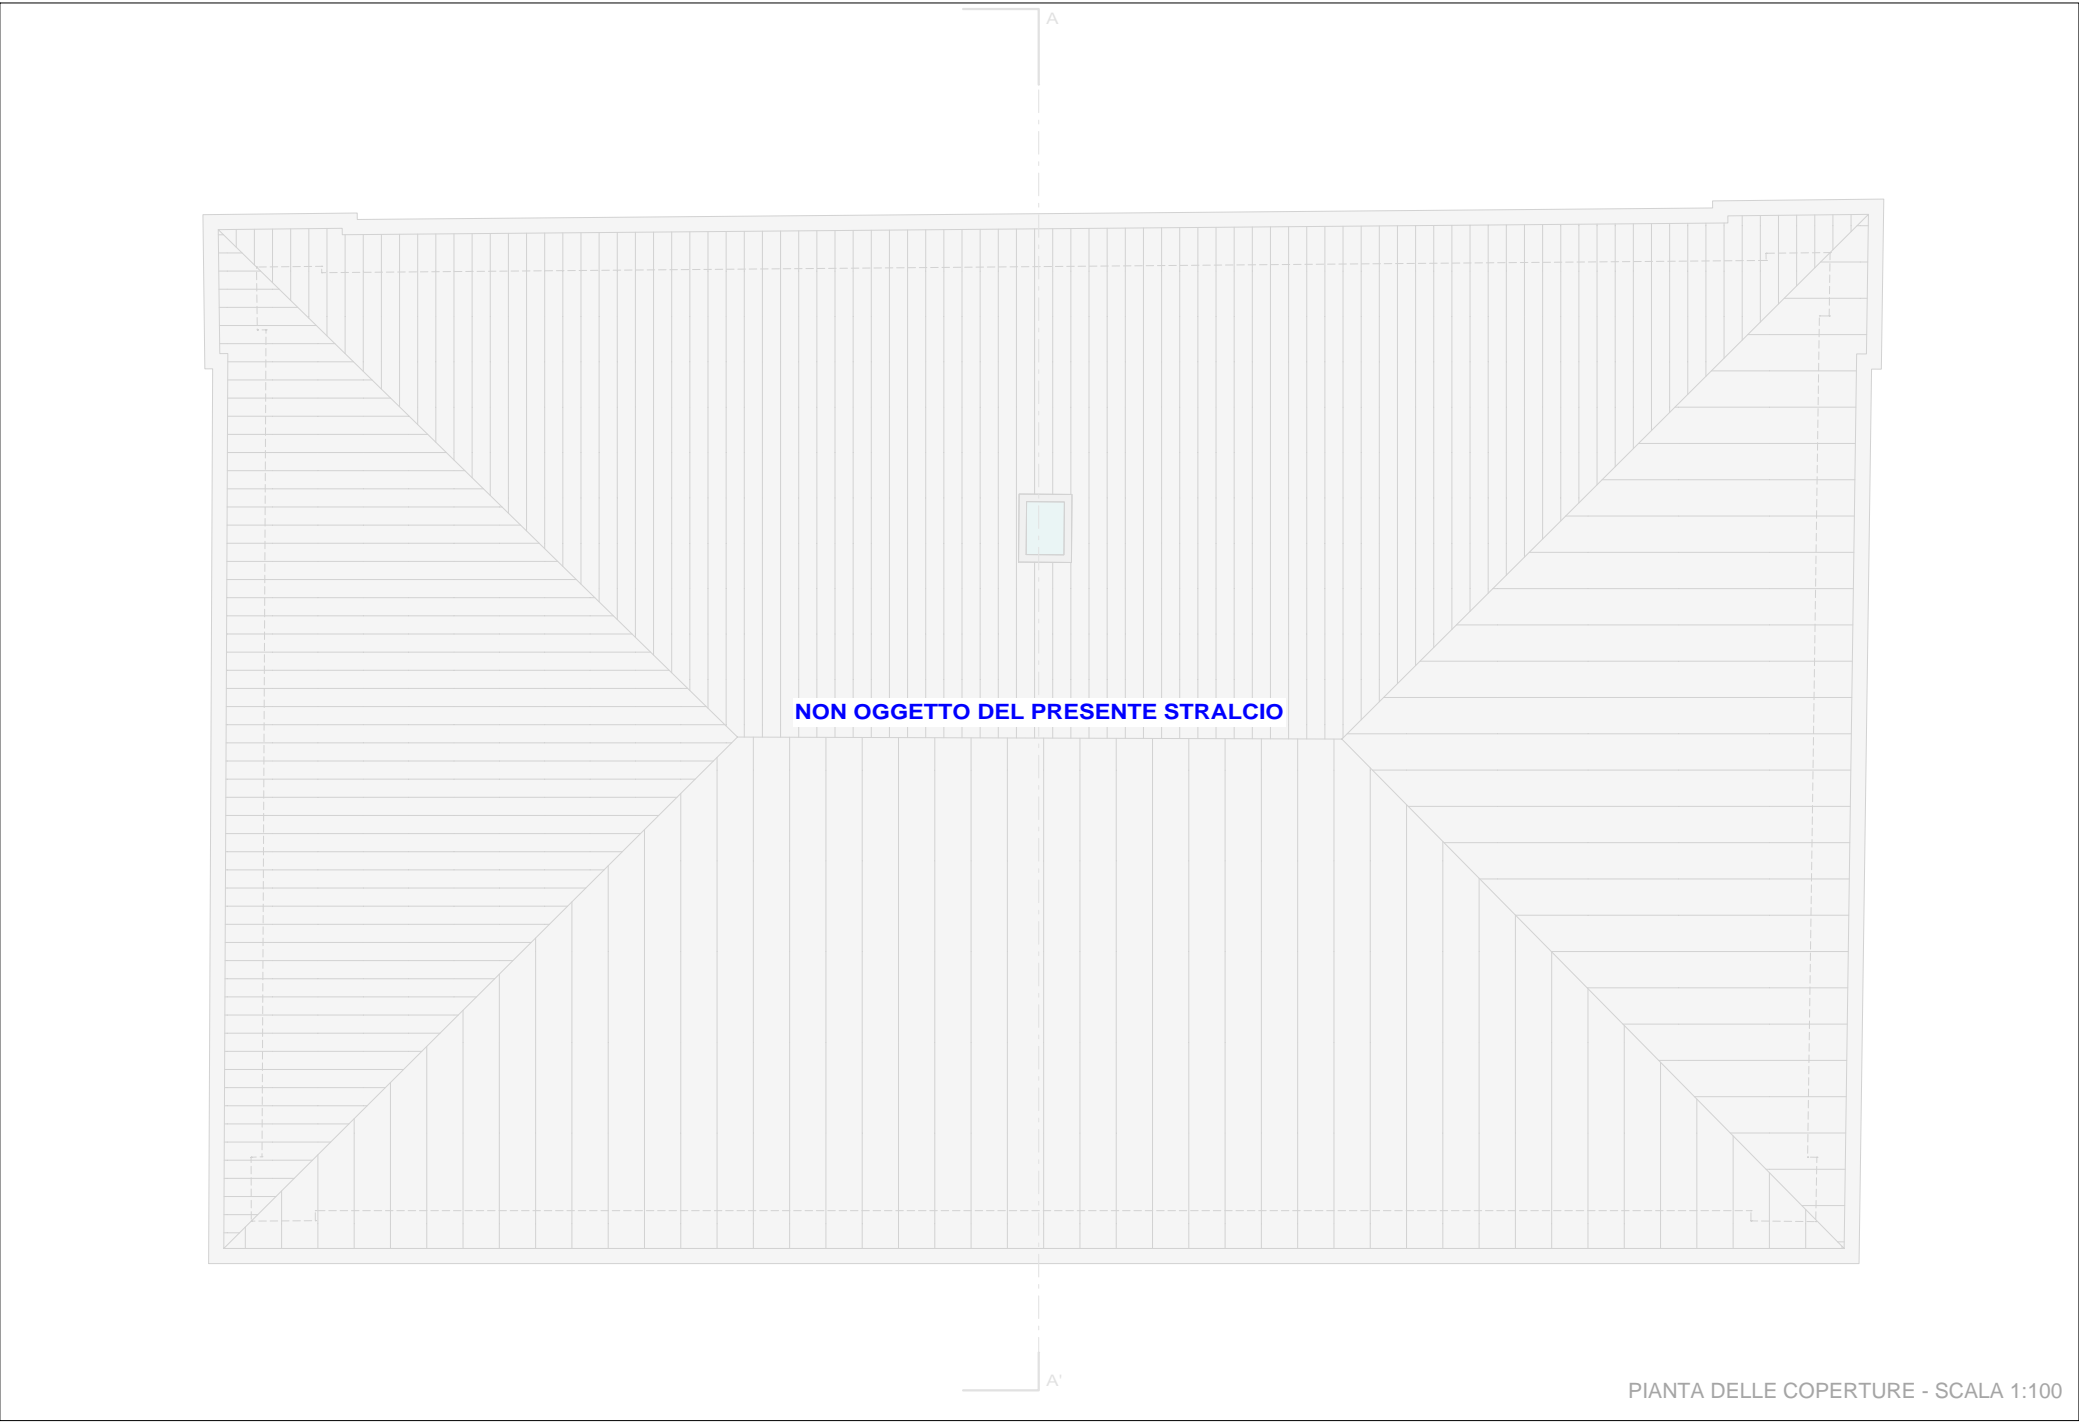 A
NON OGGETTO DEL PRESENTE STRALCIO
A'
PIANTA DELLE COPERTURE - SCALA 1:100